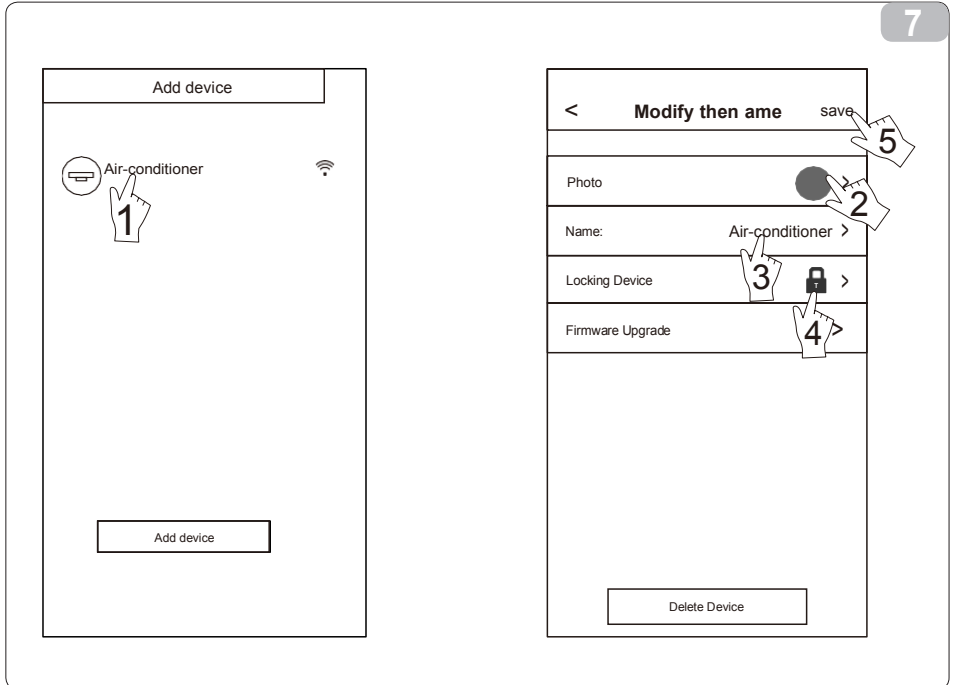 7
Add device
Air-conditioner
1
Add device
< Modify then ame save
5
Photo >
2
Name: Air-conditioner >
3
Locking Device >
4
Firmware Upgrade >
Delete Device